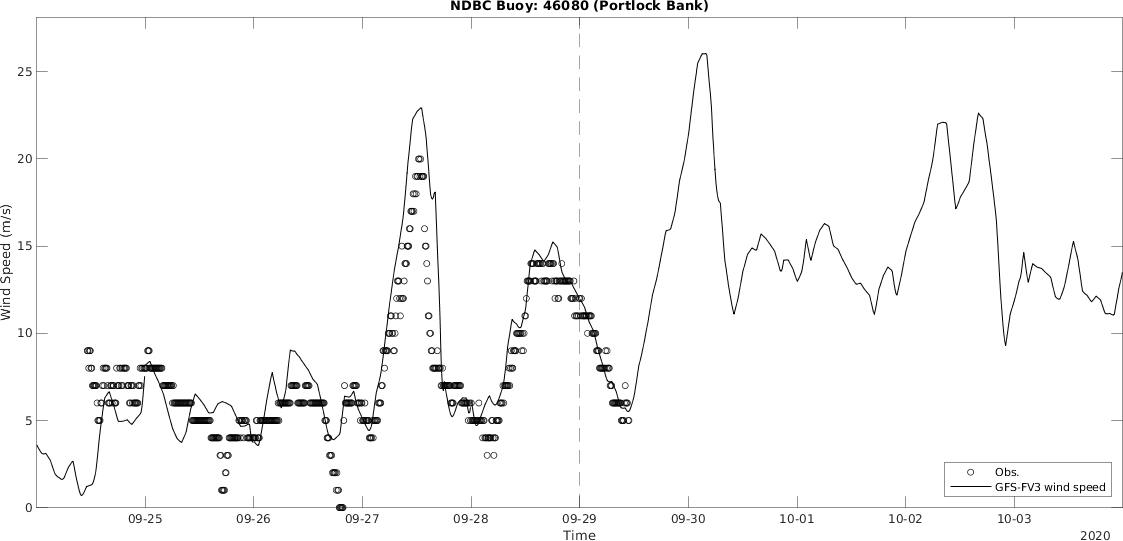 NDBC Buoy: 46080 (Portlock Bank)
Wind Speed (m/s)
25
20
15
10
5
0
09-25 09-26 09-27 09-28 09-29 09-30 10-01 10-02 10-03
Time
2020
Obs.
GFS-FV3 wind speed